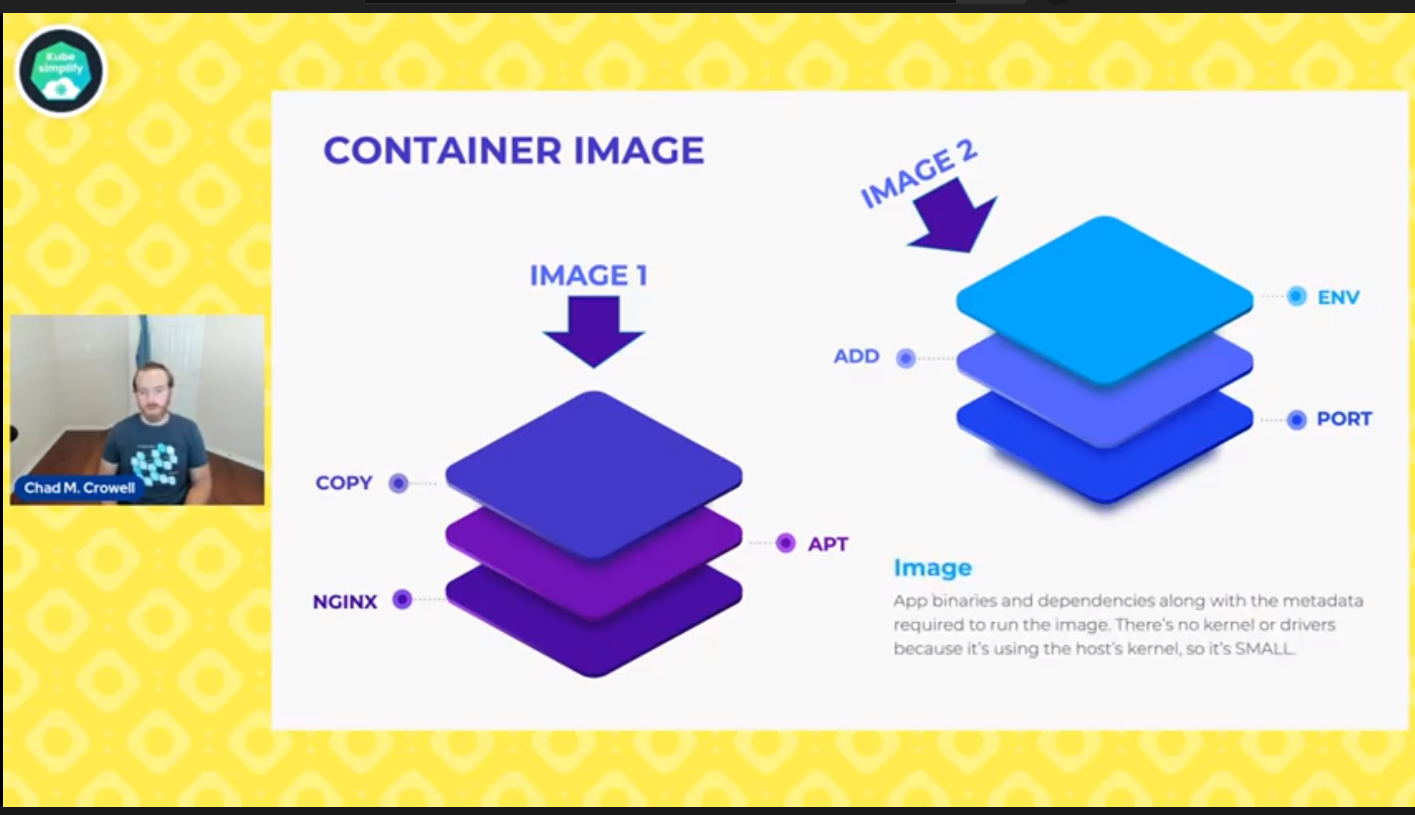 Kube
simplify
CONTAINER IMAGE
IMAGE 2
IMAGE 1
ENV
ADD
PORT
COPY
APT
NGINX
Chad M. Crowell
Image
App binaries and dependencies along with the metadata
required to run the image. There's no kernel or drivers
because it's using the host's kernel, so it's SMALL.